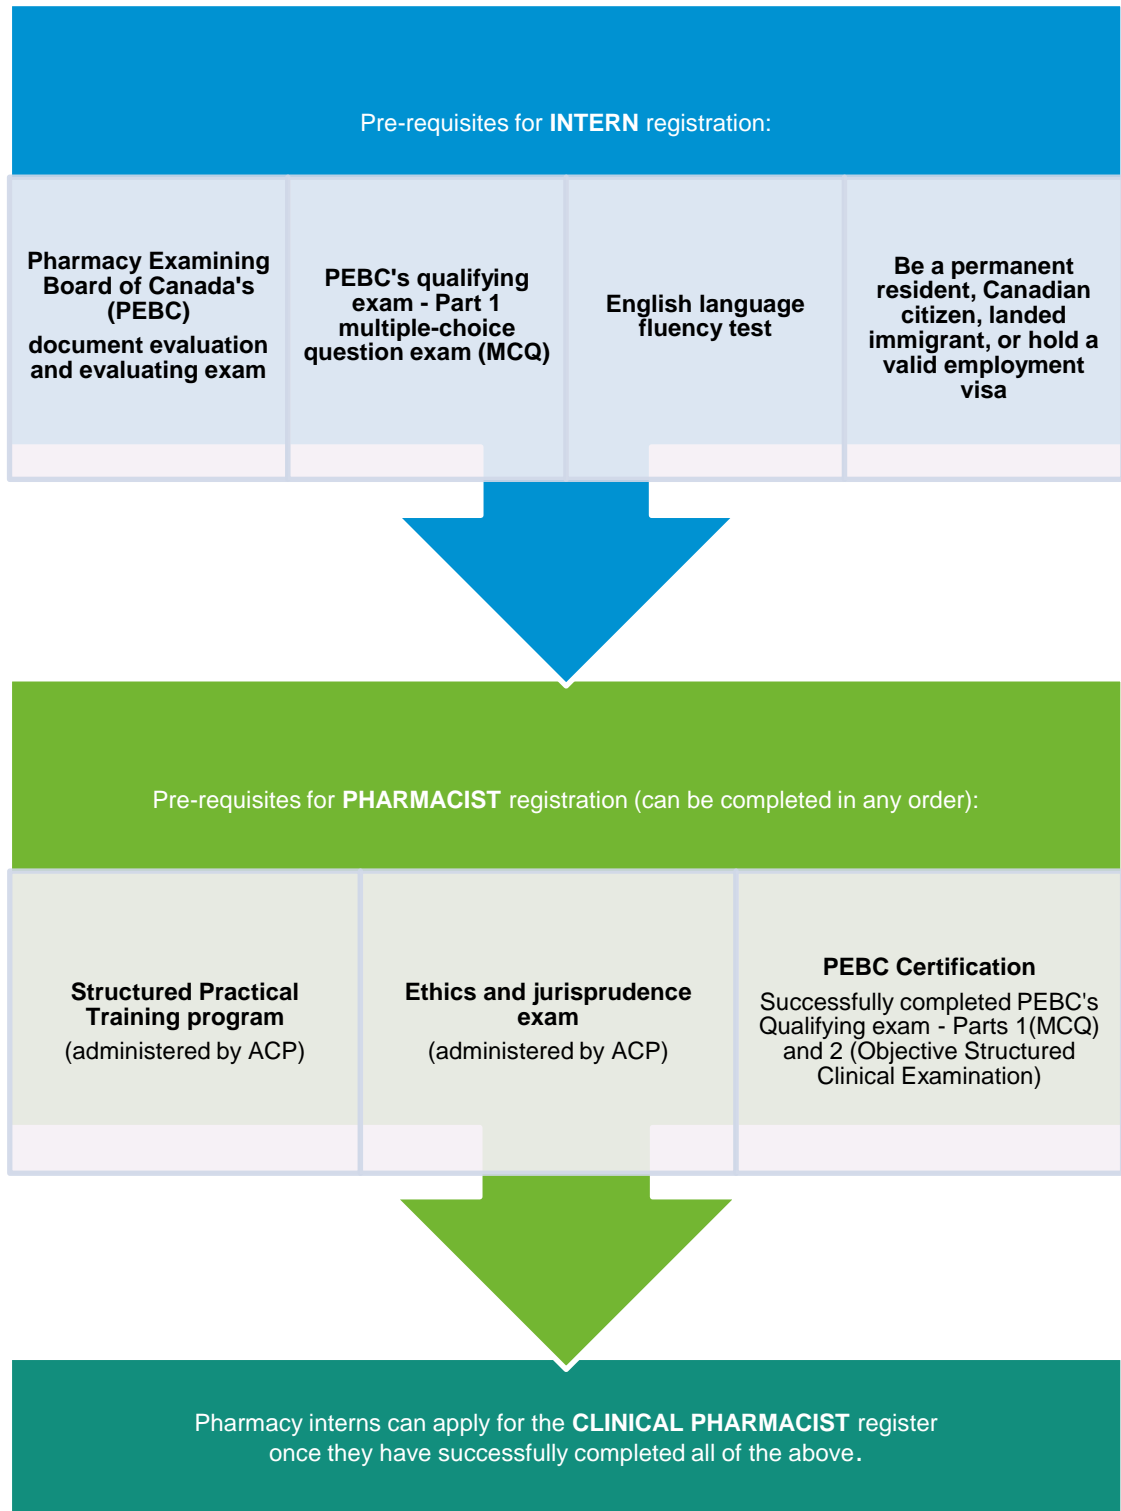 Pre-requisites for INTERN registration:
Pharmacy Examining
Board of Canada's
(PEBC)
document evaluation
and evaluating exam
PEBC's qualifying
exam - Part 1
multiple-choice
question exam (MCQ)
English language
fluency test
Be a permanent
resident, Canadian
citizen, landed
immigrant, or hold a
valid employment
visa
Pre-requisites for PHARMACIST registration (can be completed in any order):
Structured Practical
Training program
(administered by ACP)
Ethics and jurisprudence
exam
(administered by ACP)
PEBC Certification
Successfully completed PEBC's
Qualifying exam - Parts 1(MCQ)
and 2 (Objective Structured
Clinical Examination)
Pharmacy interns can apply for the CLINICAL PHARMACIST register
once they have successfully completed all of the above.